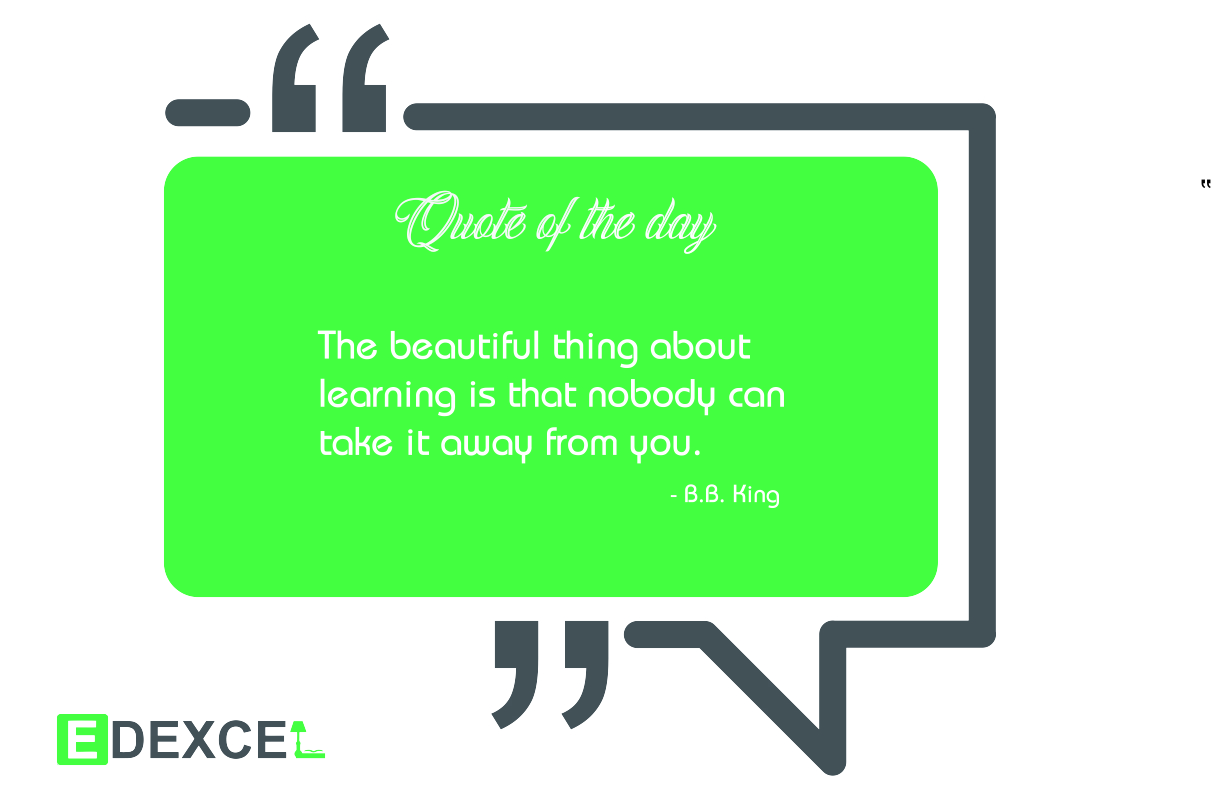 Quote of the day
The beautiful thing about
learning is that nobody can
take it away from you.
- B.B. King
"
EDEXCEL